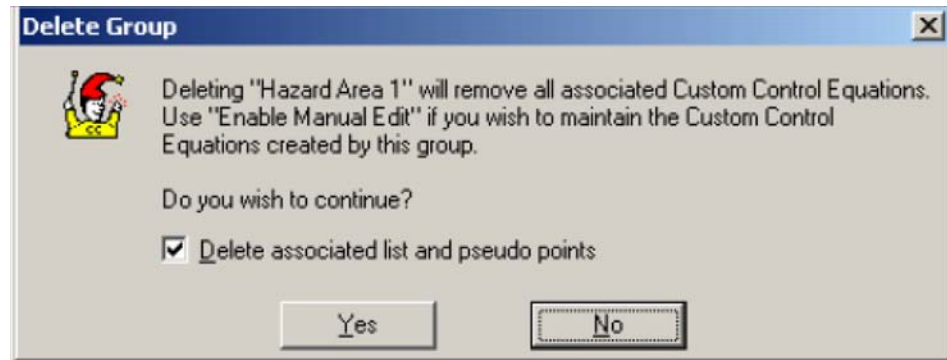 Delete Group
Deleting "Hazard Area 1" will remove all associated Custom Control Equations.
Use "Enable Manual Edit" if you wish to maintain the Custom Control
Equations created by this group.
CC
Do you wish to continue?
Delete associated list and pseudo points
Yes
No